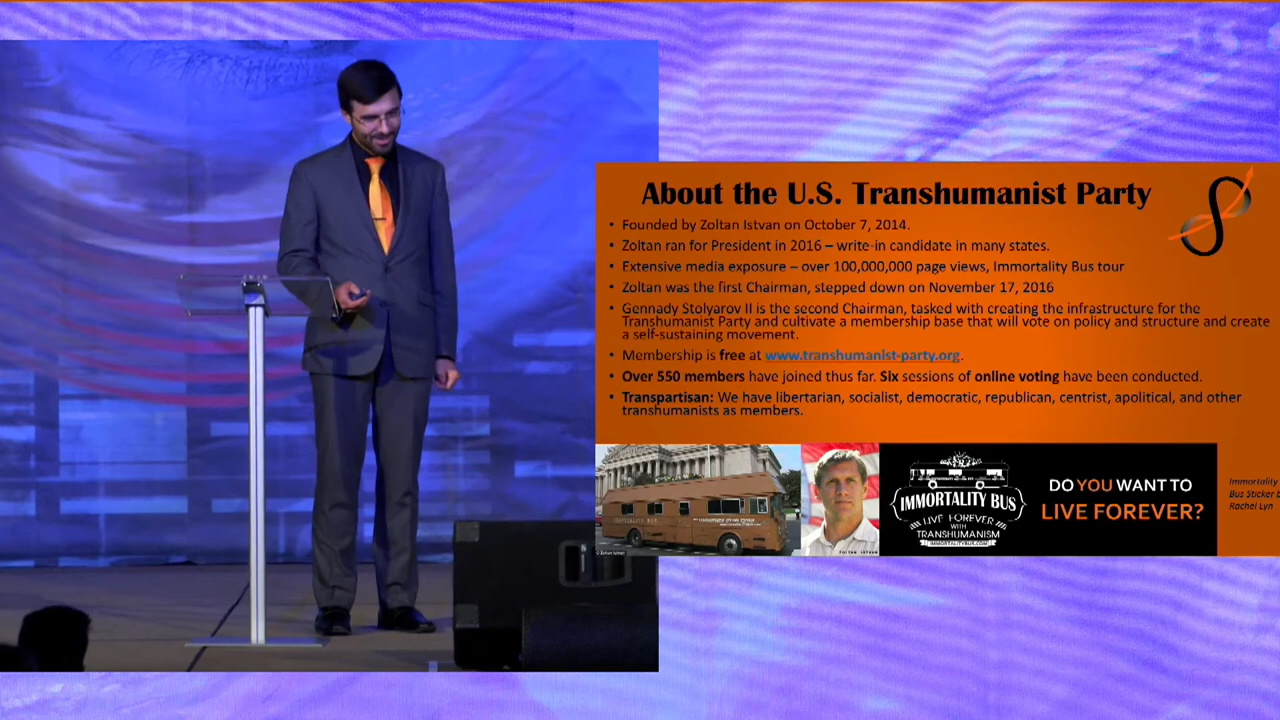 About the U.S. Transhumanist Party
• Founded by Zoltan Istvan on October 7, 2014.
• Zoltan ran for President in 2016 – write-in candidate in many states.
• Extensive media exposure – over 100,000,000 page views, Immortality Bus tour
• Zoltan was the first Chairman, stepped down on November 17, 2016
• Gennady Stolyarov II is the second Chairman, tasked with creating the infrastructure for the
Transhumanist Party and cultivate a membership base that will vote on policy and structure and create
a self-sustaining movement.
• Membership is free at www.transhumanist-party.org.
• Over 550 members have joined thus far. Six sessions of online voting have been conducted.
• Transpartisan: We have libertarian, socialist, democratic, republican, centrist, apolitical, and other
transhumanists as members.
IMMORTALITY BUS
ZOLTAN ISTVAN
IMMORTALITY BUS
LIVE FOREVER
WITH
TRANSHUMANISM
IMMORTALITYBUS.COM
DO YOU WANT TO
LIVE FOREVER?
Immortality
Bus Sticker
Rachel Lyn